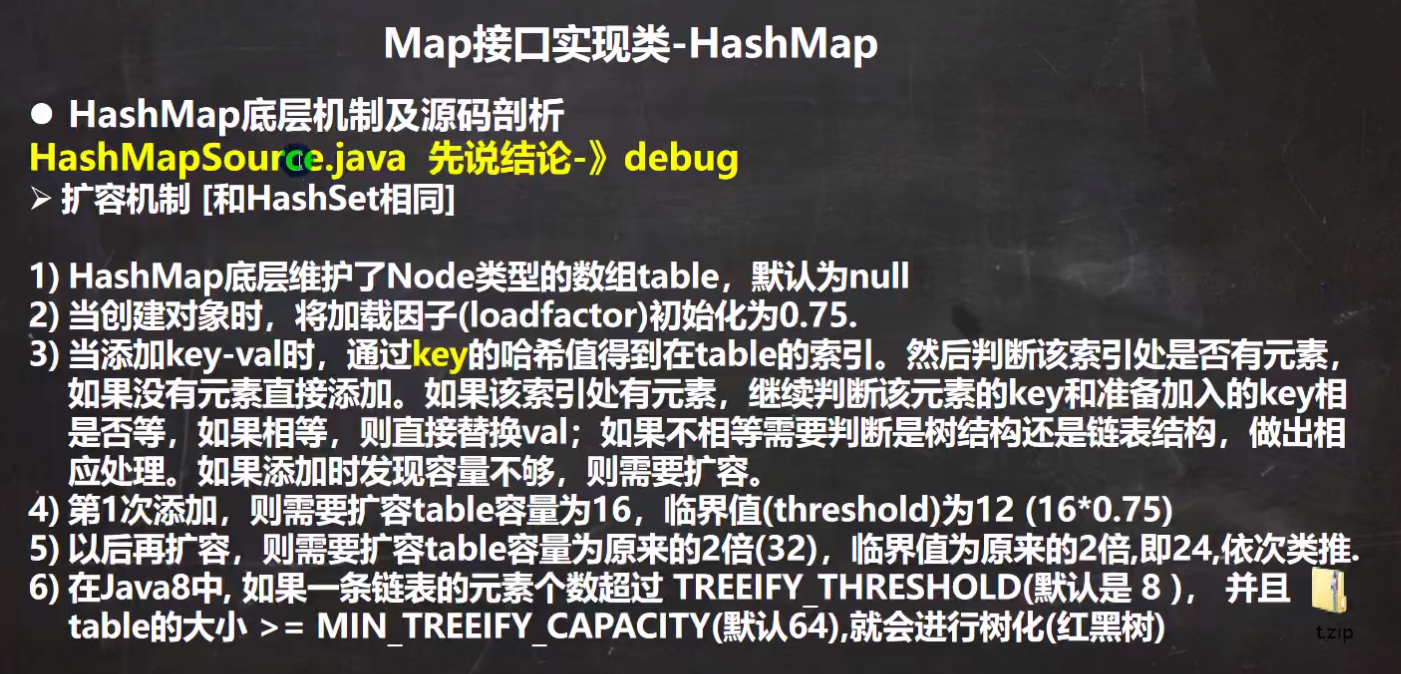 Map接口实现类-HashMap
● HashMap底层机制及源码剖析
HashMapSource.java 先说结论-》debug
➢ 扩容机制 [和HashSet相同]
1) HashMap底层维护了Node类型的数组table，默认为null
2) 当创建对象时，将加载因子(loadfactor)初始化为0.75.
3) 当添加key-val时，通过key的哈希值得到在table的索引。然后判断该索引处是否有元素，
如果没有元素直接添加。如果该索引处有元素，继续判断该元素的key和准备加入的key相
是否等，如果相等，则直接替换val；如果不相等需要判断是树结构还是链表结构，做出相
应处理。如果添加时发现容量不够，则需要扩容。
4) 第1次添加，则需要扩容table容量为16，临界值(threshold)为12 (16*0.75)
5) 以后再扩容，则需要扩容table容量为原来的2倍(32)，临界值为原来的2倍,即24,依次类推.
6) 在Java8中, 如果一条链表的元素个数超过 TREEIFY_THRESHOLD(默认是 8 )， 并且
table的大小 >= MIN_TREEIFY_CAPACITY(默认64),就会进行树化(红黑树)
t.zip